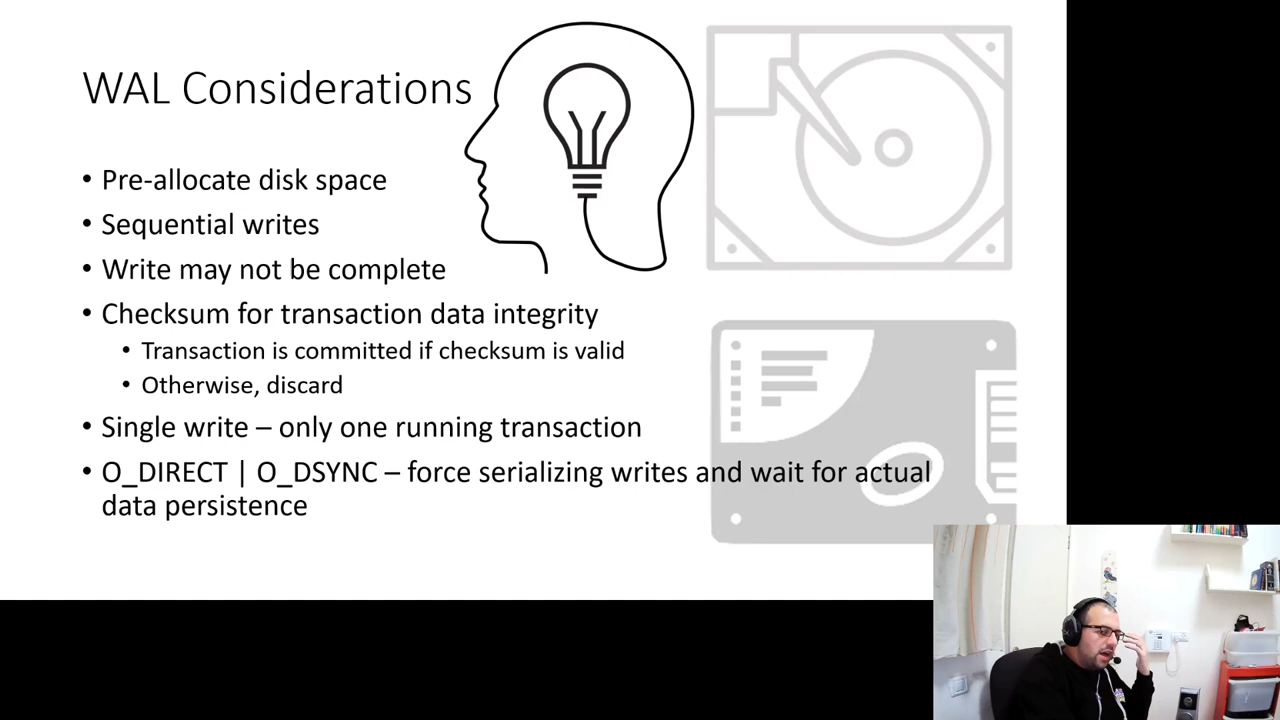 WAL Considerations
• Pre-allocate disk space
• Sequential writes
• Write may not be complete
• Checksum for transaction data integrity
• Transaction is committed if checksum is valid
• Otherwise, discard
• Single write – only one running transaction
• O_DIRECT | O_DSYNC – force serializing writes and wait for actual
data persistence